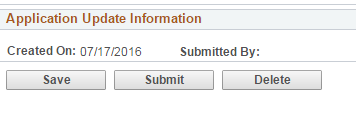 Application Update Information
Created On: 07/17/2016 Submitted By:
Save Submit Delete